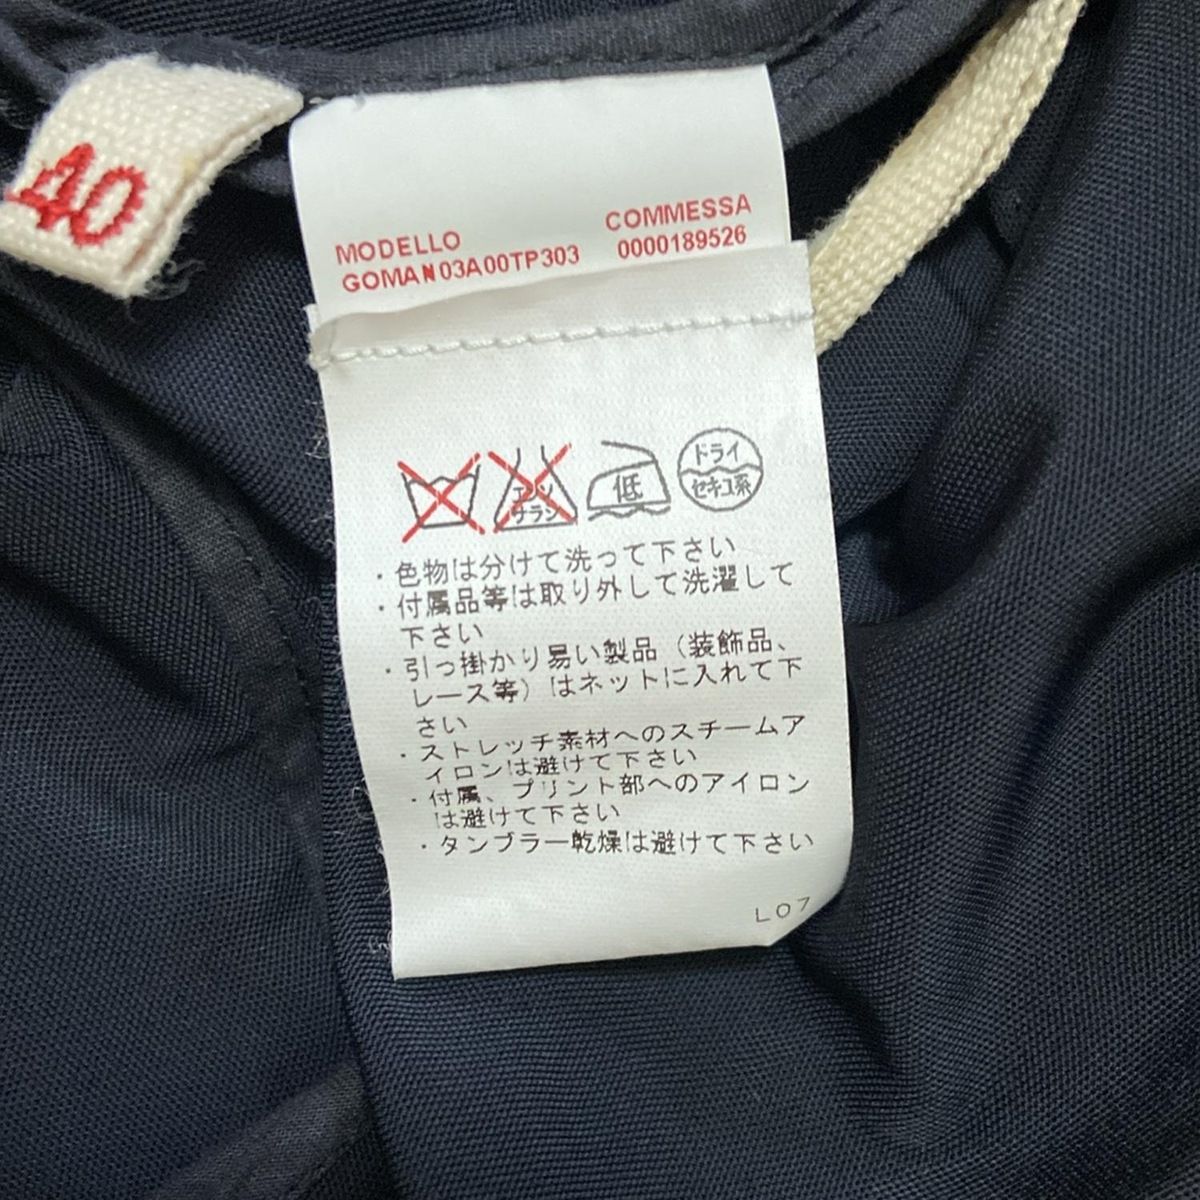 40
MODELLO COMMESSA
GOMAN03A00TP303 0000189526
エンソ
サラシ
低
ドライ
セキユ系
・色物は分けて洗って下さい
・付属品等は取り外して洗濯して
下さい
・引っ掛かり易い製品（装飾品、
レース等）はネットに入れて下
さい
・ストレッチ素材へのスチームア
イロンは避けて下さい
・付属、プリント部へのアイロン
は避けて下さい
・タンブラー乾燥は避けて下さい
L07